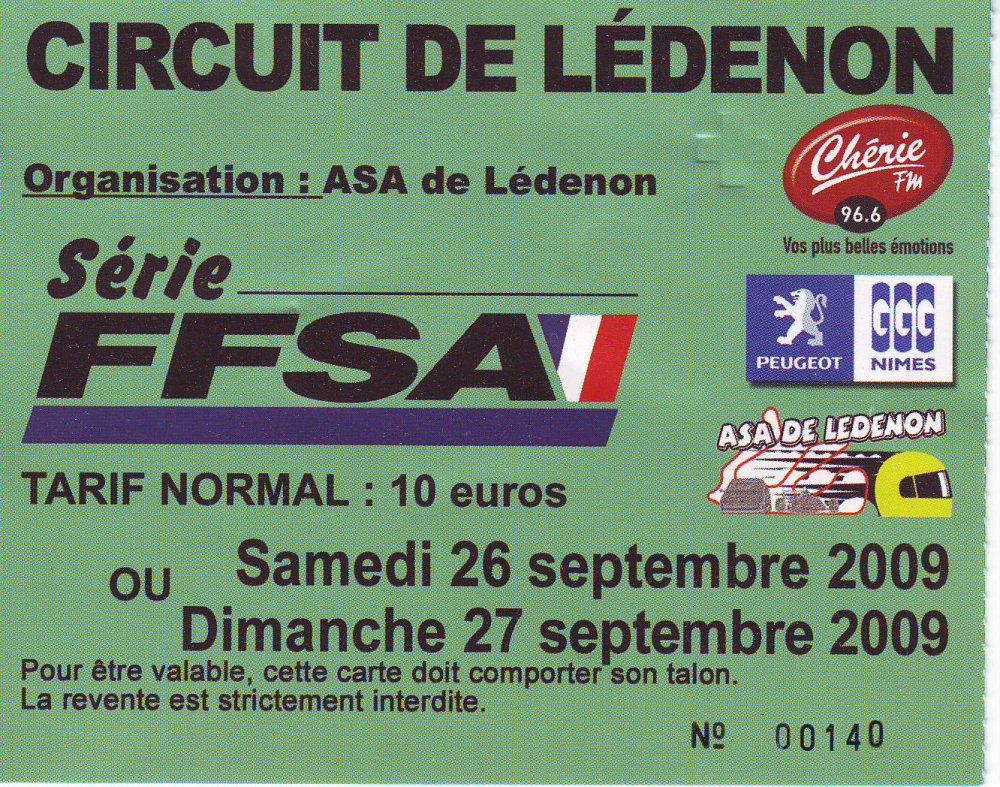 CIRCUIT DE LÉDENON
Organisation : ASA de Lédenon
Chérie
FM
96.6
Vos plus belles émotions
Série
FFSA
PEUGEOT
GGG
NIMES
ASA DE LEDENON
TARIF NORMAL : 10 euros
Samedi 26 septembre 2009
OU
Dimanche 27 septembre 2009
Pour être valable, cette carte doit comporter son talon.
La revente est strictement interdite.
Nº 00140